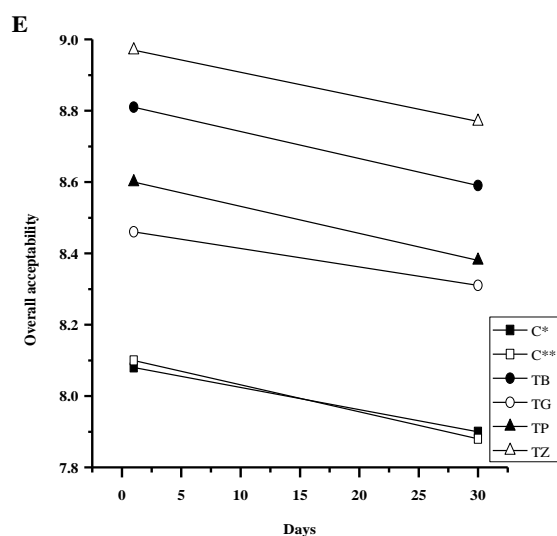 E
9.0
8.8
8.6
8.4
8.2
8.0
7.8
Overall acceptability
0 5 10 15 20 25 30
Days
C*
C**
TB
TG
TP
TZ